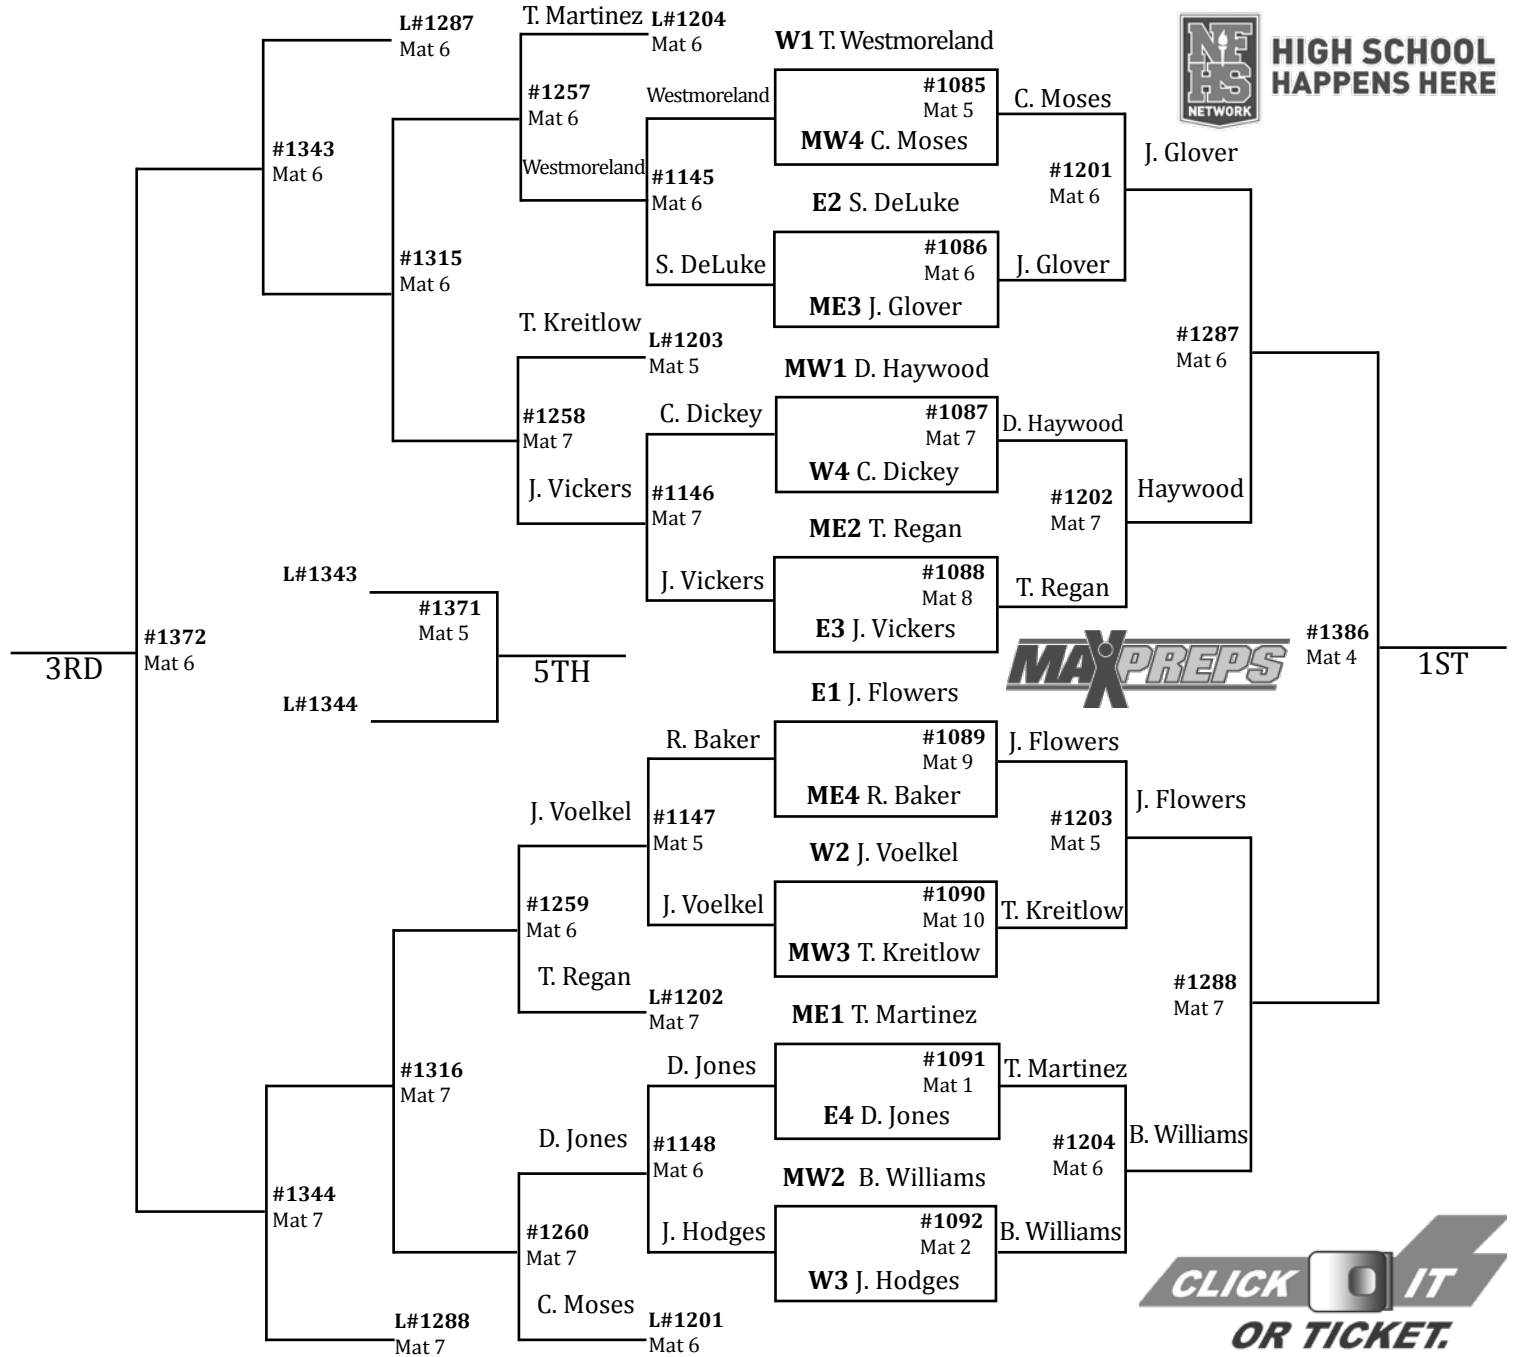 L#1287
Mat 6
T. Martinez
L#1204
Mat 6
W1 T. Westmoreland
NFHS
NETWORK
HIGH SCHOOL
HAPPENS HERE
#1257
Mat 6
Westmoreland
#1085
Mat 5
C. Moses
MW4 C. Moses
#1343
Mat 6
Westmoreland
#1145
Mat 6
#1201
Mat 6
J. Glover
E2 S. DeLuke
#1315
Mat 6
S. DeLuke
#1086
Mat 6
J. Glover
ME3 J. Glover
T. Kreitlow
L#1203
Mat 5
#1287
Mat 6
MW1 D. Haywood
#1258
Mat 7
C. Dickey
#1087
Mat 7
D. Haywood
W4 C. Dickey
J. Vickers
#1146
Mat 7
#1202
Mat 7
Haywood
ME2 T. Regan
L#1343
#1371
Mat 5
J. Vickers
#1088
Mat 8
T. Regan
E3 J. Vickers
3RD
#1372
Mat 6
5TH
MAXPREPS
#1386
Mat 4
1ST
L#1344
E1 J. Flowers
R. Baker
#1089
Mat 9
J. Flowers
ME4 R. Baker
J. Voelkel
#1147
Mat 5
#1203
Mat 5
J. Flowers
W2 J. Voelkel
#1259
Mat 6
J. Voelkel
#1090
Mat 10
T. Kreitlow
MW3 T. Kreitlow
T. Regan
L#1202
Mat 7
#1288
Mat 7
ME1 T. Martinez
#1316
Mat 7
D. Jones
#1091
Mat 1
T. Martinez
E4 D. Jones
D. Jones
#1148
Mat 6
#1204
Mat 6
B. Williams
MW2 B. Williams
#1344
Mat 7
#1260
Mat 7
J. Hodges
#1092
Mat 2
B. Williams
W3 J. Hodges
C. Moses
L#1288
Mat 7
L#1201
Mat 6
CLICK IT
OR TICKET.